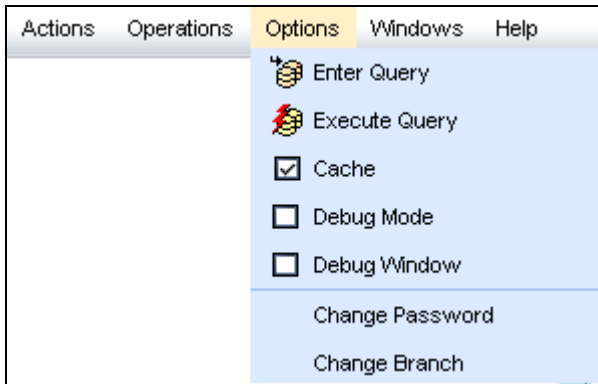 Actions Operations Options Windows Help
Enter Query
Execute Query
Cache
Debug Mode
Debug Window
Change Password
Change Branch